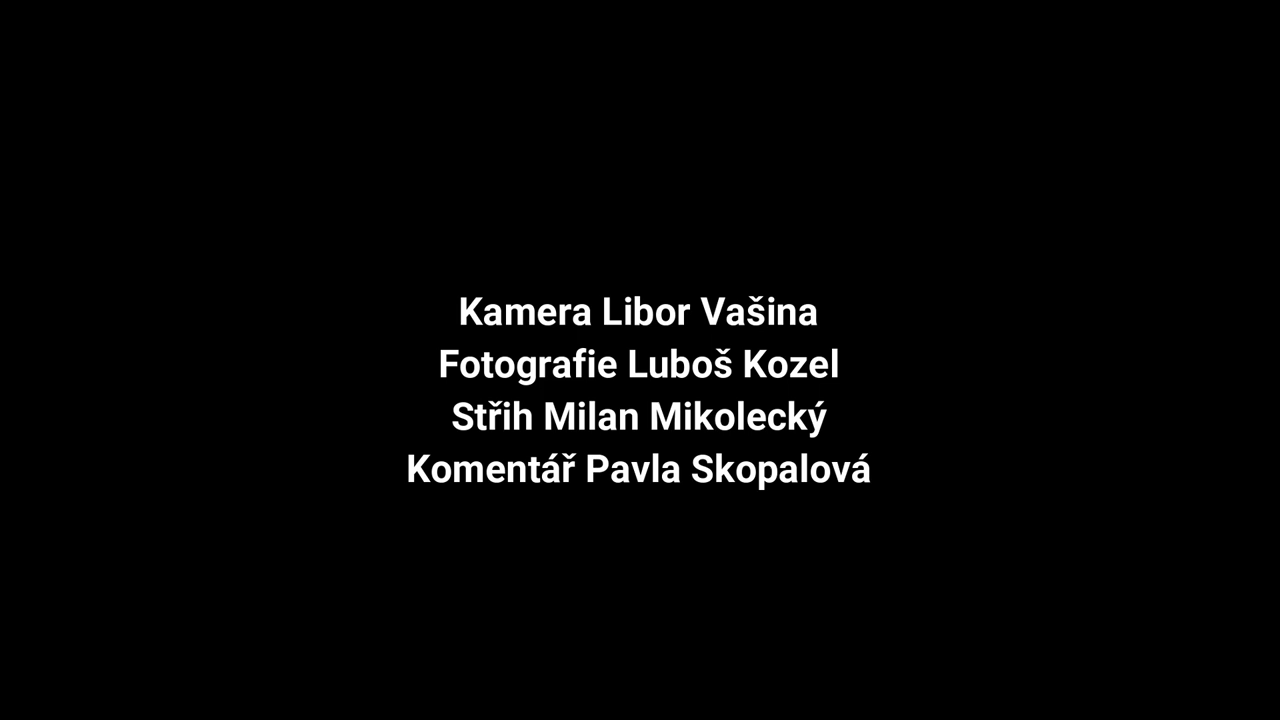 Kamera Libor Vašina
Fotografie Luboš Kozel
Střih Milan Mikolecký
Komentář Pavla Skopalová